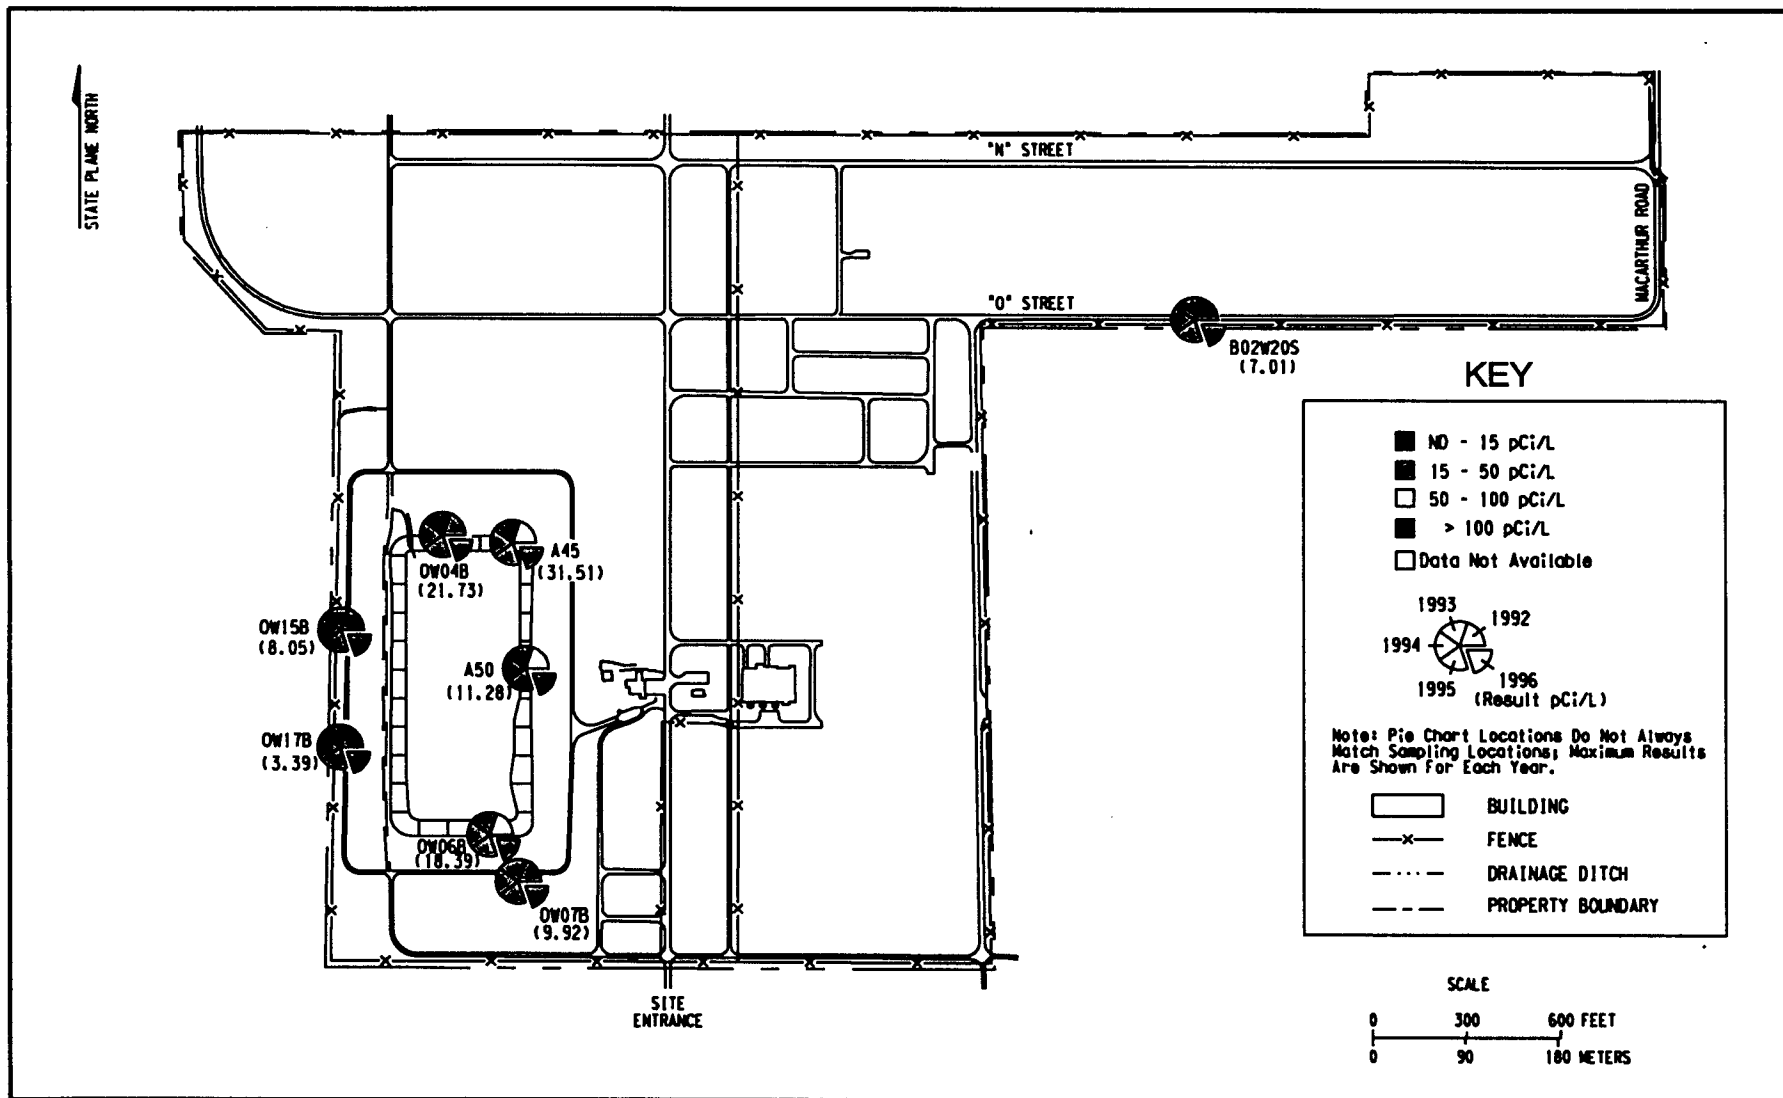 STATE PLANE NORTH
"N" STREET
MACARTHUR ROAD
"O" STREET
B02W20S
(7.01)
KEY
ND - 15 pCi/L
15 - 50 pCi/L
50 - 100 pCi/L
> 100 pCi/L
Data Not Available
1993
1992
1994
1995
1996
(Result pCi/L)
Note: Pie Chart Locations Do Not Always
Match Sampling Locations; Maximum Results
Are Shown For Each Year.
BUILDING
FENCE
DRAINAGE DITCH
PROPERTY BOUNDARY
OW04B
(21.73)
A45
(31.51)
OW15B
(8.05)
A50
(11.28)
OW17B
(3.39)
OW06B
(18.39)
OW07B
(9.92)
SITE
ENTRANCE
SCALE
0 300 600 FEET
0 90 180 METERS